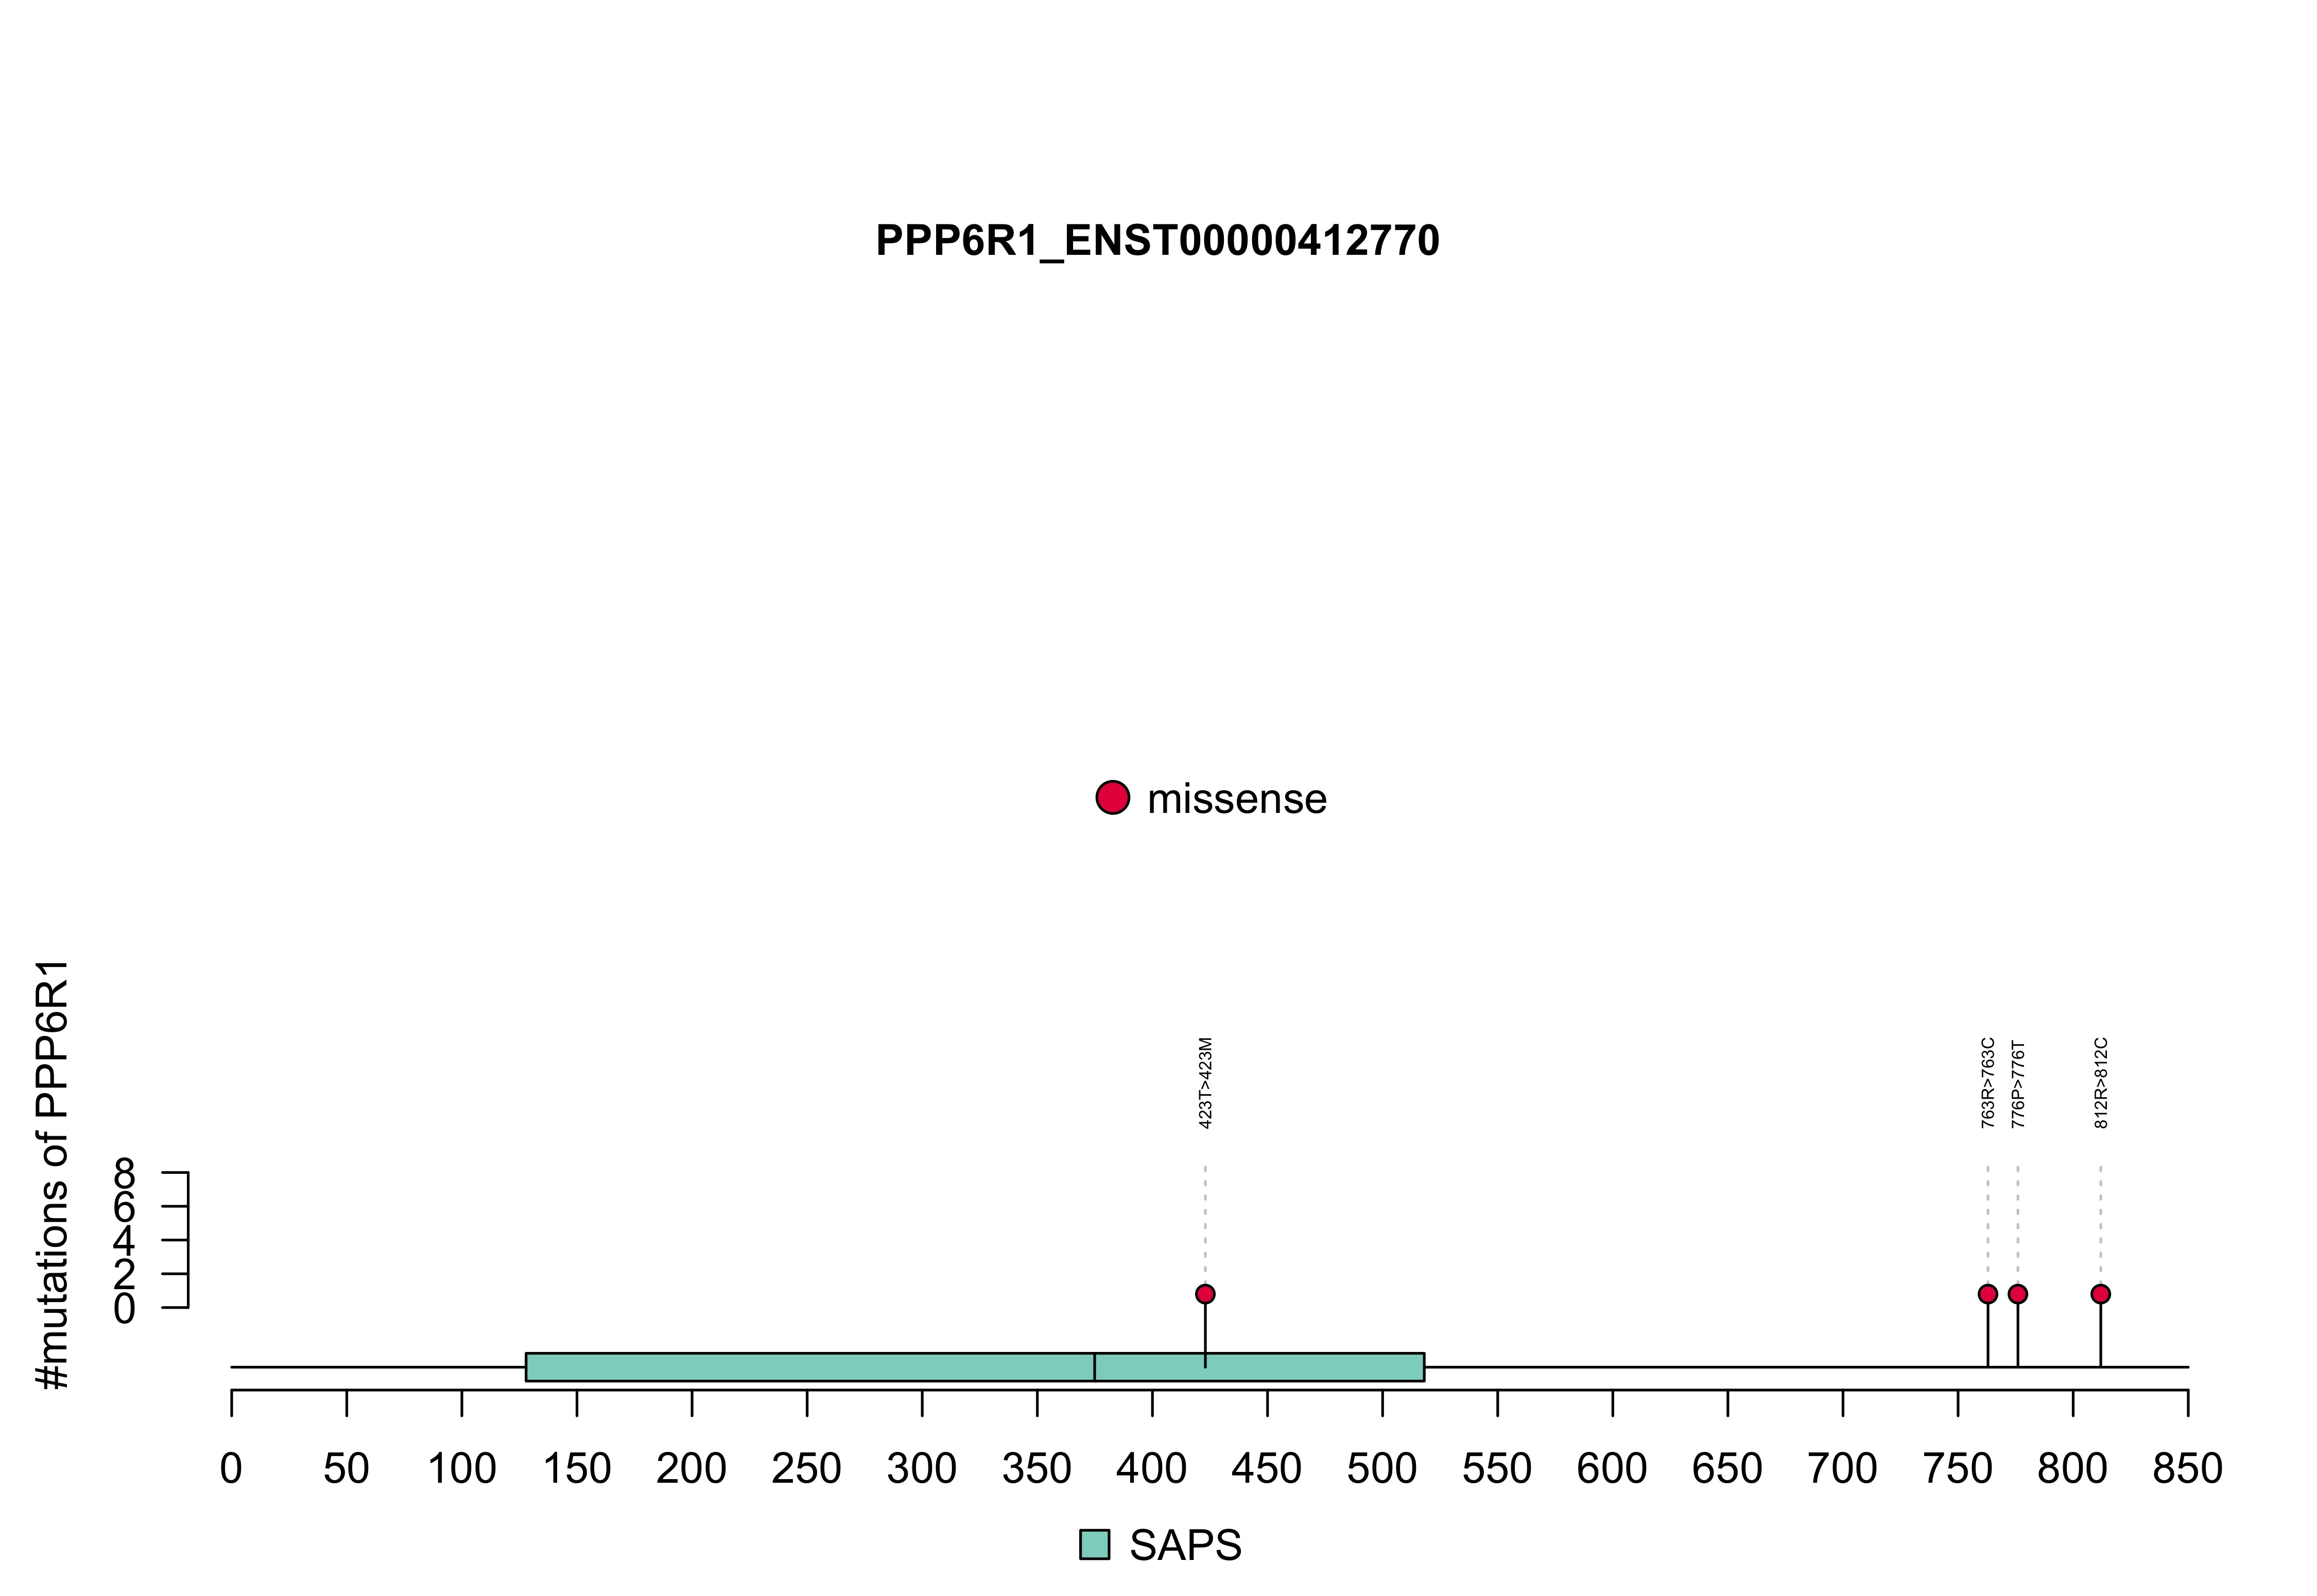 PPP6R1_ENST00000412770
missense
#mutations of PPP6R1
423T>423M
763R>763C
776P>776T
812R>812C
8
6
4
2
0
0 50 100 150 200 250 300 350 400 450 500 550 600 650 700 750 800 850
SAPS